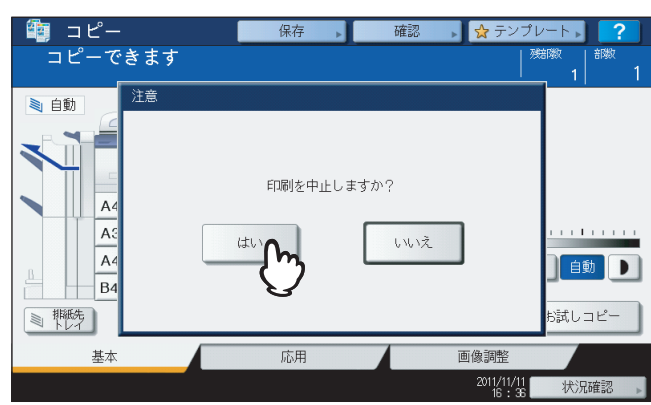 コピー
保存
確認
テンプレート
?
コピーできます
残部数
1
部数
1
自動
注意
印刷を中止しますか?
はい
いいえ
A4
A3
A4
B4
自動
排紙先
トレイ
お試しコピー
基本
応用
画像調整
2011/11/11
16:36
状況確認